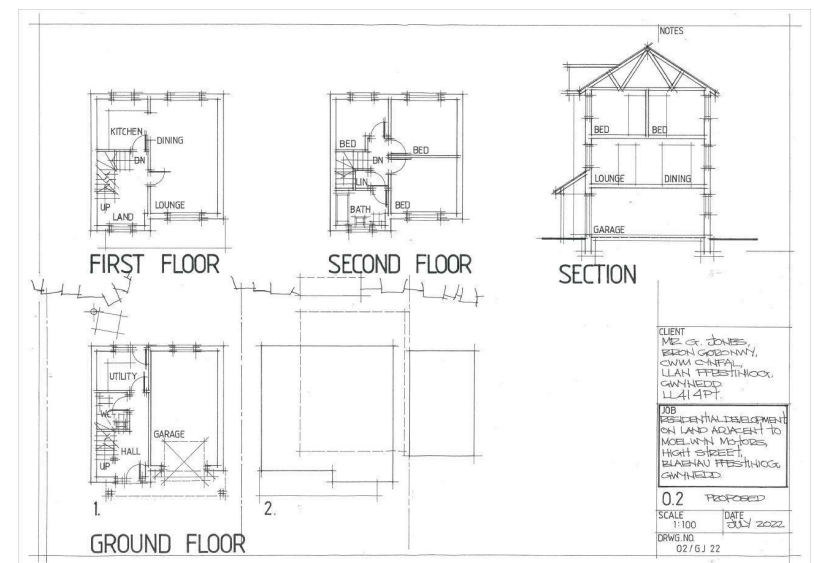 NOTES
KITCHEN
DINING
DN
UP
LOUNGE
LAND
FIRST FLOOR
BED
BED
DN
LIN
BATH
BED
SECOND FLOOR
BED BED
LOUNGE DINING
GARAGE
SECTION
UTILITY
WC
GARAGE
HALL
UP
1.
2.
GROUND FLOOR
CLIENT
MR G. JONES,
BRON GORONWY,
CWM CYNFAL,
LLAN FFESTINIOG,
GWYNEDD.
LL41 4PT.
JOB
RESIDENTIAL DEVELOPMENT
ON LAND ADJACENT TO
MOELWYN MOTORS,
HIGH STREET,
BLAENAU FFESTINIOG,
GWYNEDD
0.2 PROPOSED
SCALE DATE
1:100 JULY 2022
DRWG.NO.
02/GJ 22